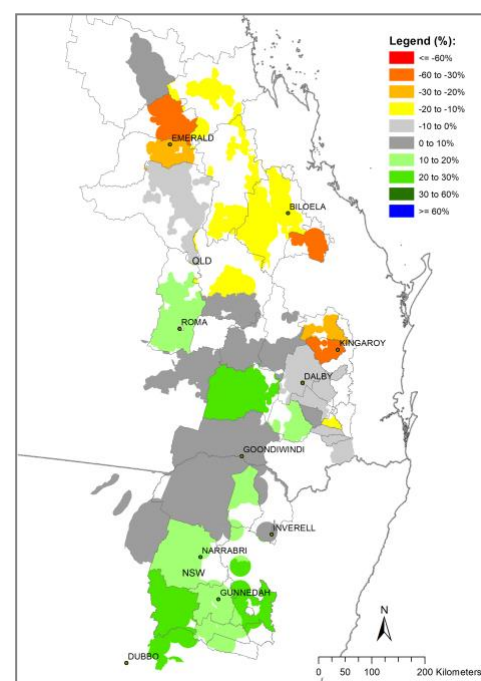 Legend (%):
<= -60%
-60 to -30%
-30 to -20%
-20 to -10%
-10 to 0%
0 to 10%
10 to 20%
20 to 30%
30 to 60%
>= 60%
EMERALD
BILOELA
QLD
ROMA
KINGAROY
DALBY
GOONDIWINDI
INVERELL
NARRABRI
NSW
GUNNEDAH
N
DUBBO
0 25 50 100 150 200 Kilometers